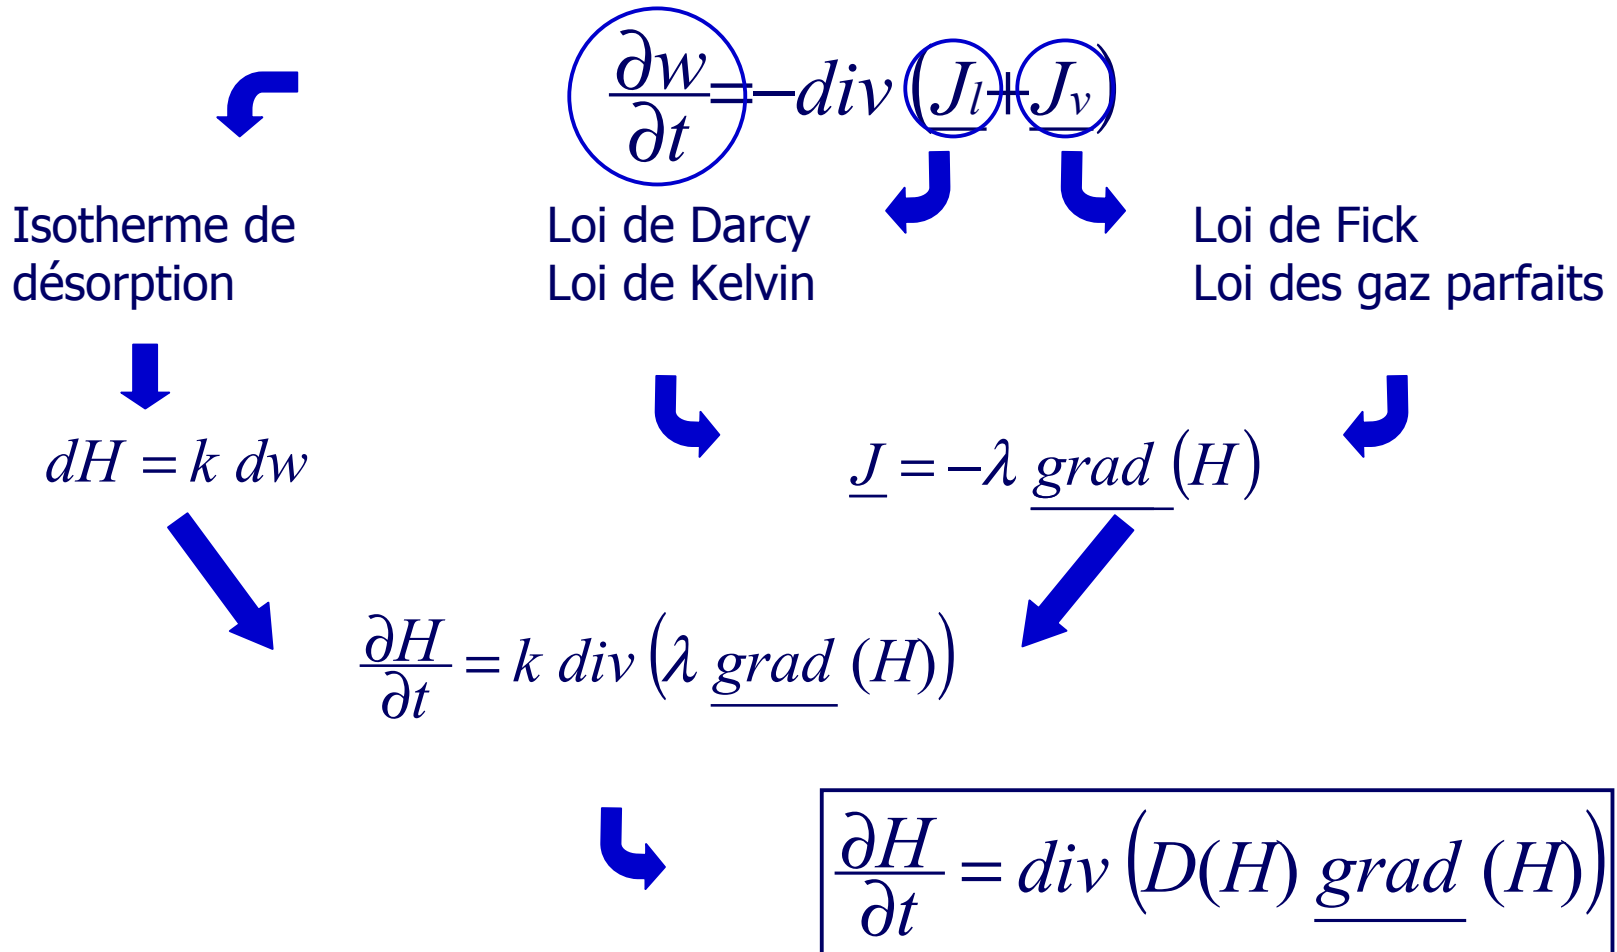 ∂w/∂t = −div (J_l + J_v)
Isotherme de
désorption
Loi de Darcy
Loi de Kelvin
Loi de Fick
Loi des gaz parfaits
dH = k dw
J = −λ grad (H)
∂H/∂t = k div (λ grad (H))
∂H/∂t = div (D(H) grad (H))